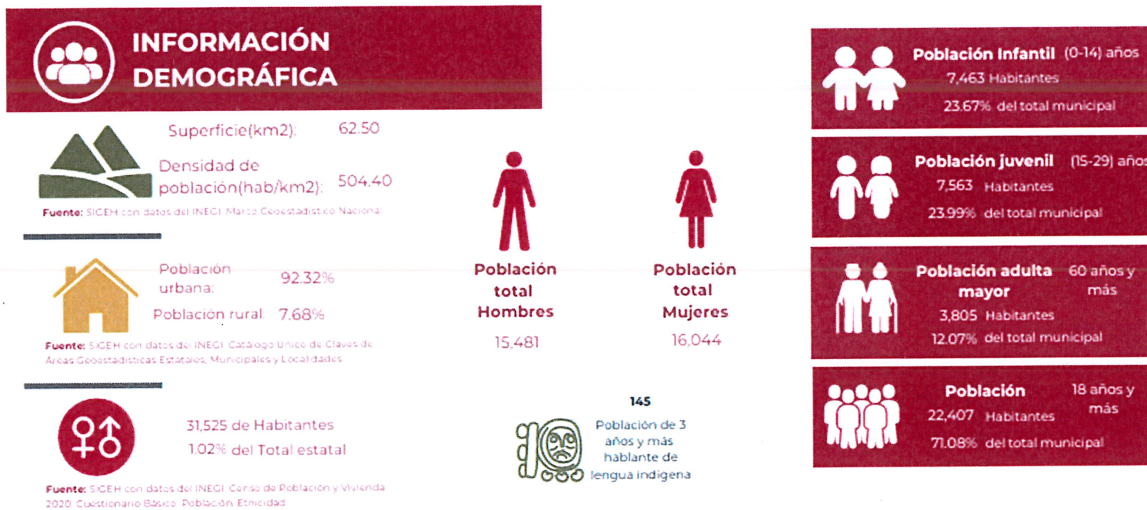 INFORMACIÓN
DEMOGRÁFICA
Superficie(km2): 62.50
Densidad de
población(hab/km2): 504.40
Fuente: SIGEH con datos del INEGI. Marco Geoestadístico Nacional
Población
urbana: 92.32%
Población rural: 7.68%
Fuente: SIGEH con datos del INEGI. Catálogo Único de Claves de
Áreas Geoestadísticas Estatales, Municipales y Localidades
31,525 de Habitantes
1.02% del Total estatal
Fuente: SIGEH con datos del INEGI. Censo de Población y Vivienda
2020. Cuestionario Básico. Población. Etnicidad
Población
total
Hombres
15,481
Población
total
Mujeres
16,044
145
Población de 3
años y más
hablante de
lengua indigena
Población Infantil (0-14) años
7,463 Habitantes
23.67% del total municipal
Población juvenil (15-29) años
7,563 Habitantes
23.99% del total municipal
Población adulta 60 años y
mayor más
3,805 Habitantes
12.07% del total municipal
Población 18 años y
más
22,407 Habitantes
71.08% del total municipal